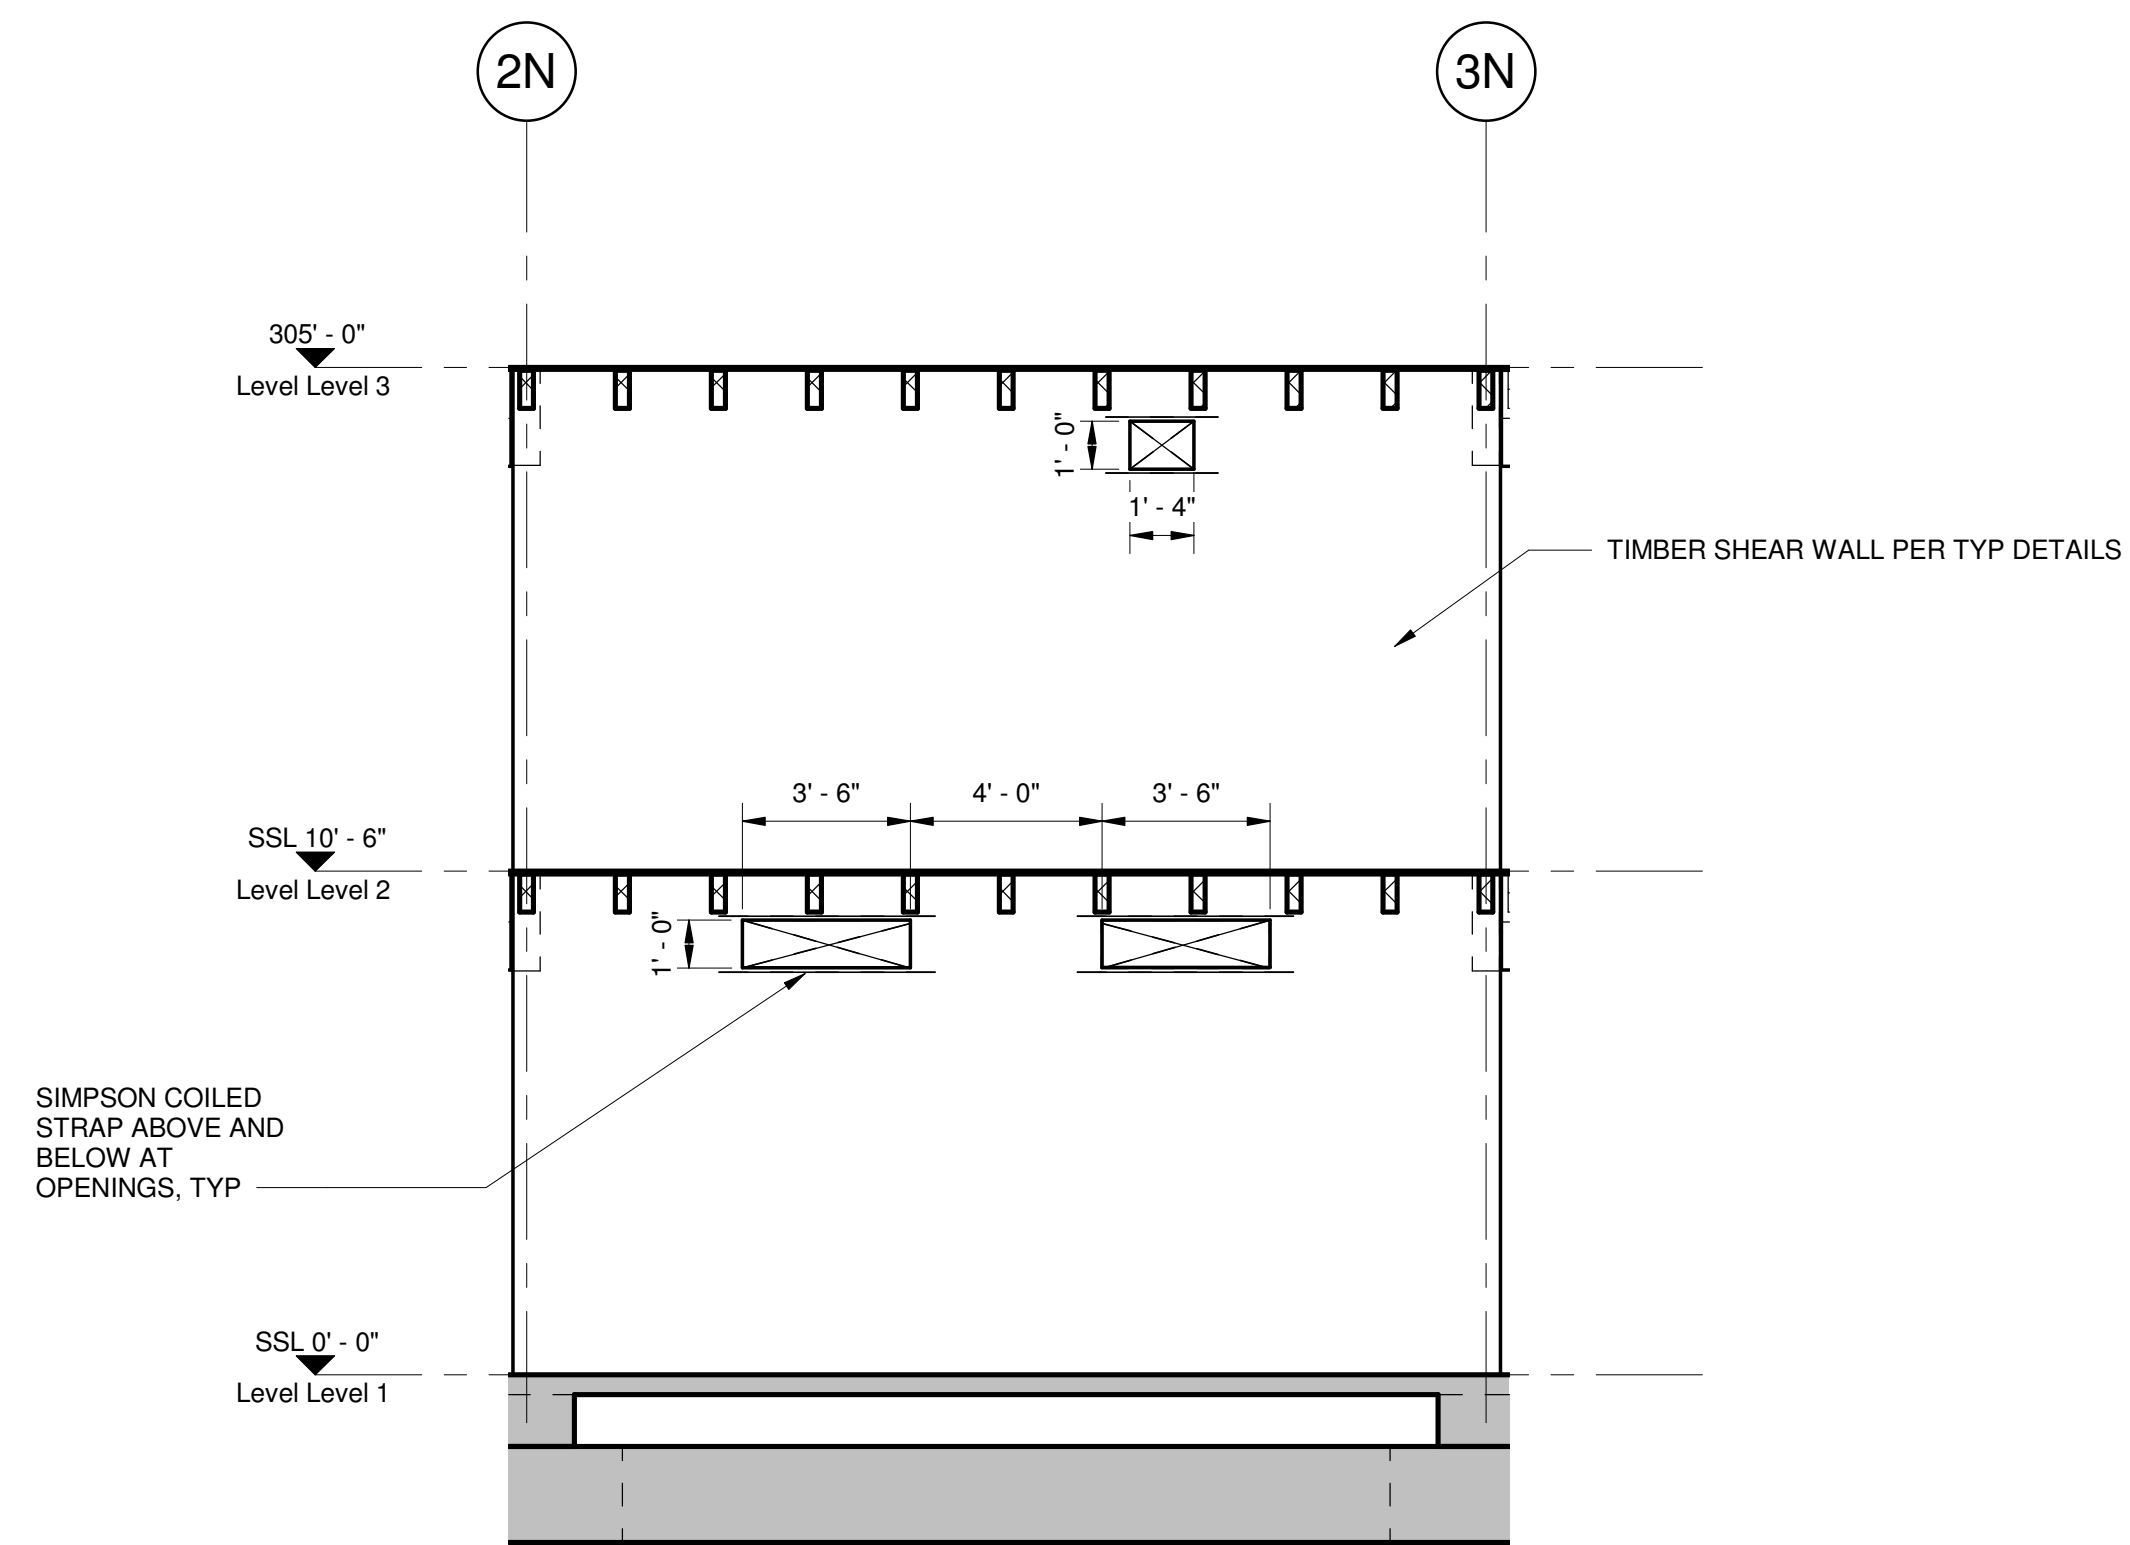 2N
3N
305' - 0"
Level Level 3
1' - 0"
1' - 4"
TIMBER SHEAR WALL PER TYP DETAILS
3' - 6"
4' - 0"
3' - 6"
SSL 10' - 6"
Level Level 2
1' - 0"
SIMPSON COILED
STRAP ABOVE AND
BELOW AT
OPENINGS, TYP
SSL 0' - 0"
Level Level 1